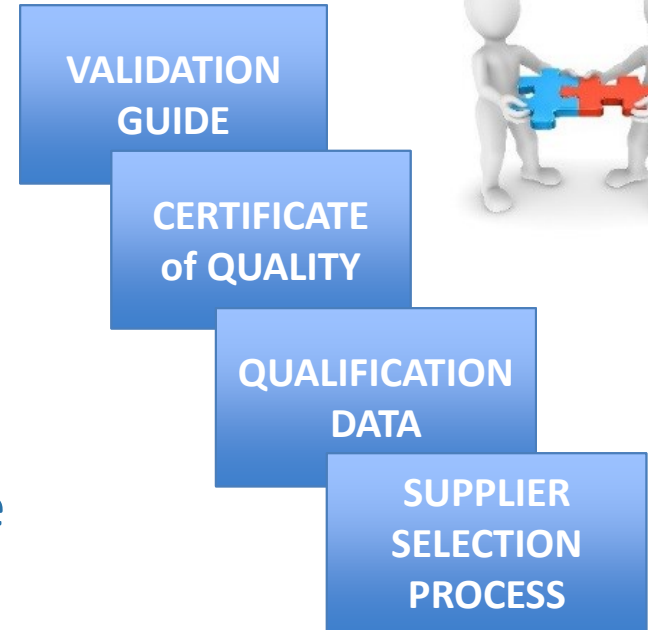 VALIDATION
GUIDE
CERTIFICATE
of QUALITY
QUALIFICATION
DATA
e
SUPPLIER
SELECTION
PROCESS